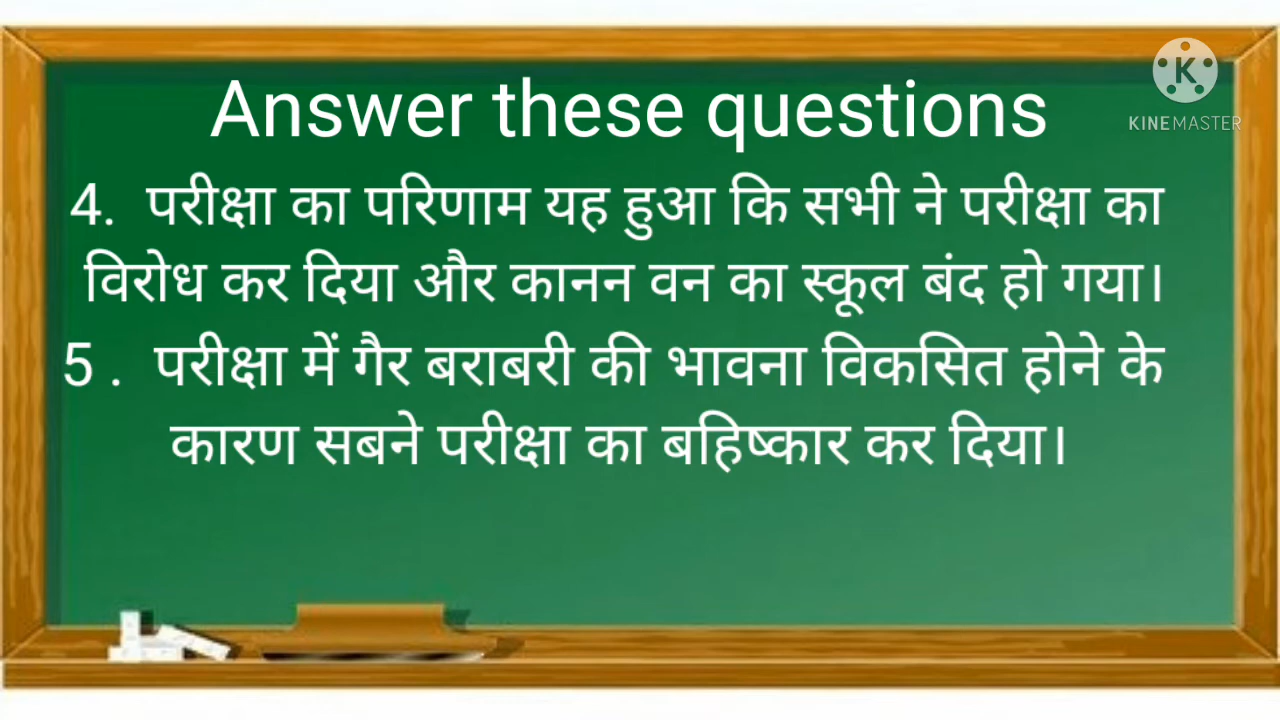 Answer these questions
KINEMASTER
4. परीक्षा का परिणाम यह हुआ कि सभी ने परीक्षा का
विरोध कर दिया और कानन वन का स्कूल बंद हो गया।
5 . परीक्षा में गैर बराबरी की भावना विकसित होने के
कारण सबने परीक्षा का बहिष्कार कर दिया।